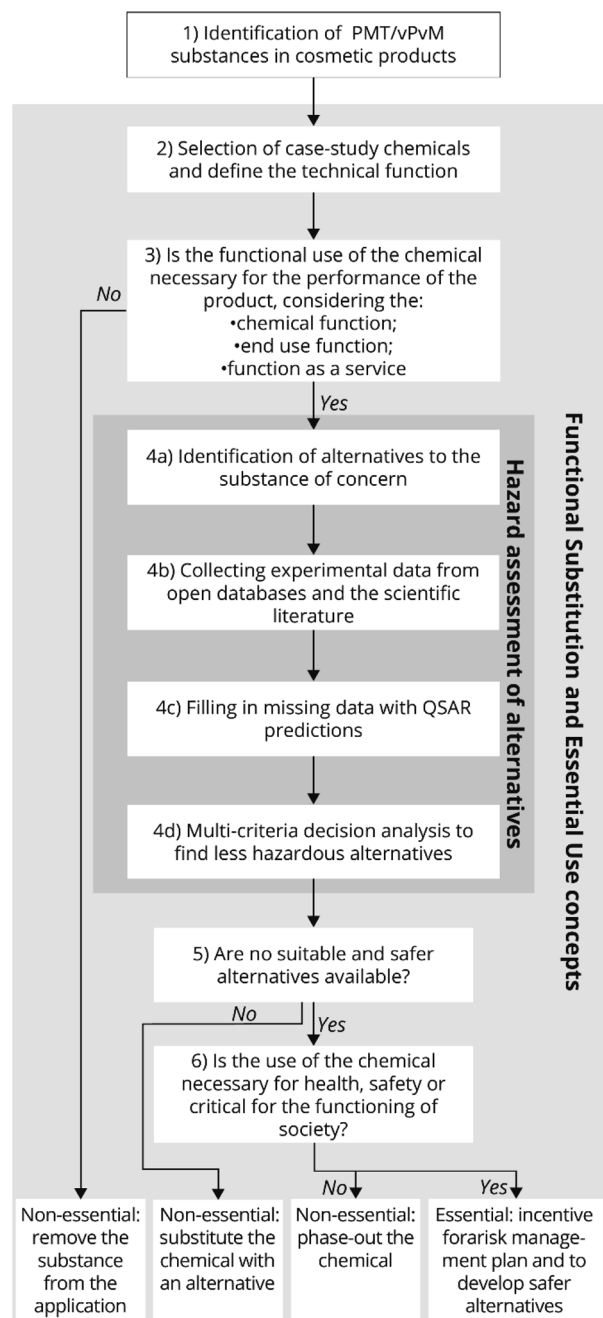 1) Identification of PMT/vPvM
substances in cosmetic products
2) Selection of case-study chemicals
and define the technical function
3) Is the functional use of the chemical
necessary for the performance of the
product, considering the:
•chemical function;
•end use function;
•function as a service
No
Yes
4a) Identification of alternatives to the
substance of concern
4b) Collecting experimental data from
open databases and the scientific
literature
4c) Filling in missing data with QSAR
predictions
4d) Multi-criteria decision analysis to
find less hazardous alternatives
Hazard assessment of alternatives
Functional Substitution and Essential Use concepts
5) Are no suitable and safer
alternatives available?
No
Yes
6) Is the use of the chemical
necessary for health, safety or
critical for the functioning of
society?
No
Yes
Non-essential:
remove the
substance
from the
application
Non-essential:
substitute the
chemical with
an alternative
Non-essential:
phase-out the
chemical
Essential: incentive
forarisk manage-
ment plan and to
develop safer
alternatives